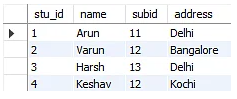 stu_id name subid address
1 Arun 11 Delhi
2 Varun 12 Bangalore
3 Harsh 13 Delhi
4 Keshav 12 Kochi